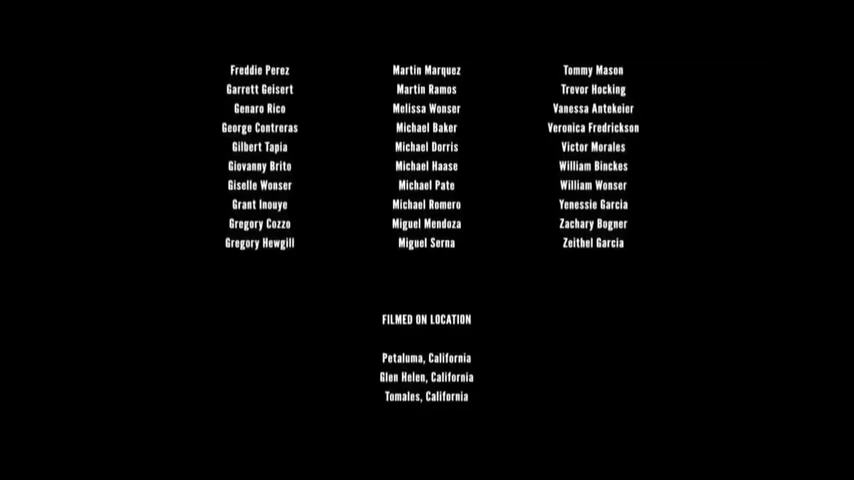 Freddie Perez Martin Marquez Tommy Mason
Garrett Geisert Martin Ramos Trevor Hocking
Genaro Rico Melissa Wonser Vanessa Antekeier
George Contreras Michael Baker Veronica Fredrickson
Gilbert Tapia Michael Dorris Victor Morales
Giovanny Brito Michael Haase William Binckes
Giselle Wonser Michael Pate William Wonser
Grant Inouye Michael Romero Yenessie Garcia
Gregory Cozzo Miguel Mendoza Zachary Bogner
Gregory Hewgill Miguel Serna Zeithel Garcia
FILMED ON LOCATION
Petaluma, California
Glen Helen, California
Tomales, California